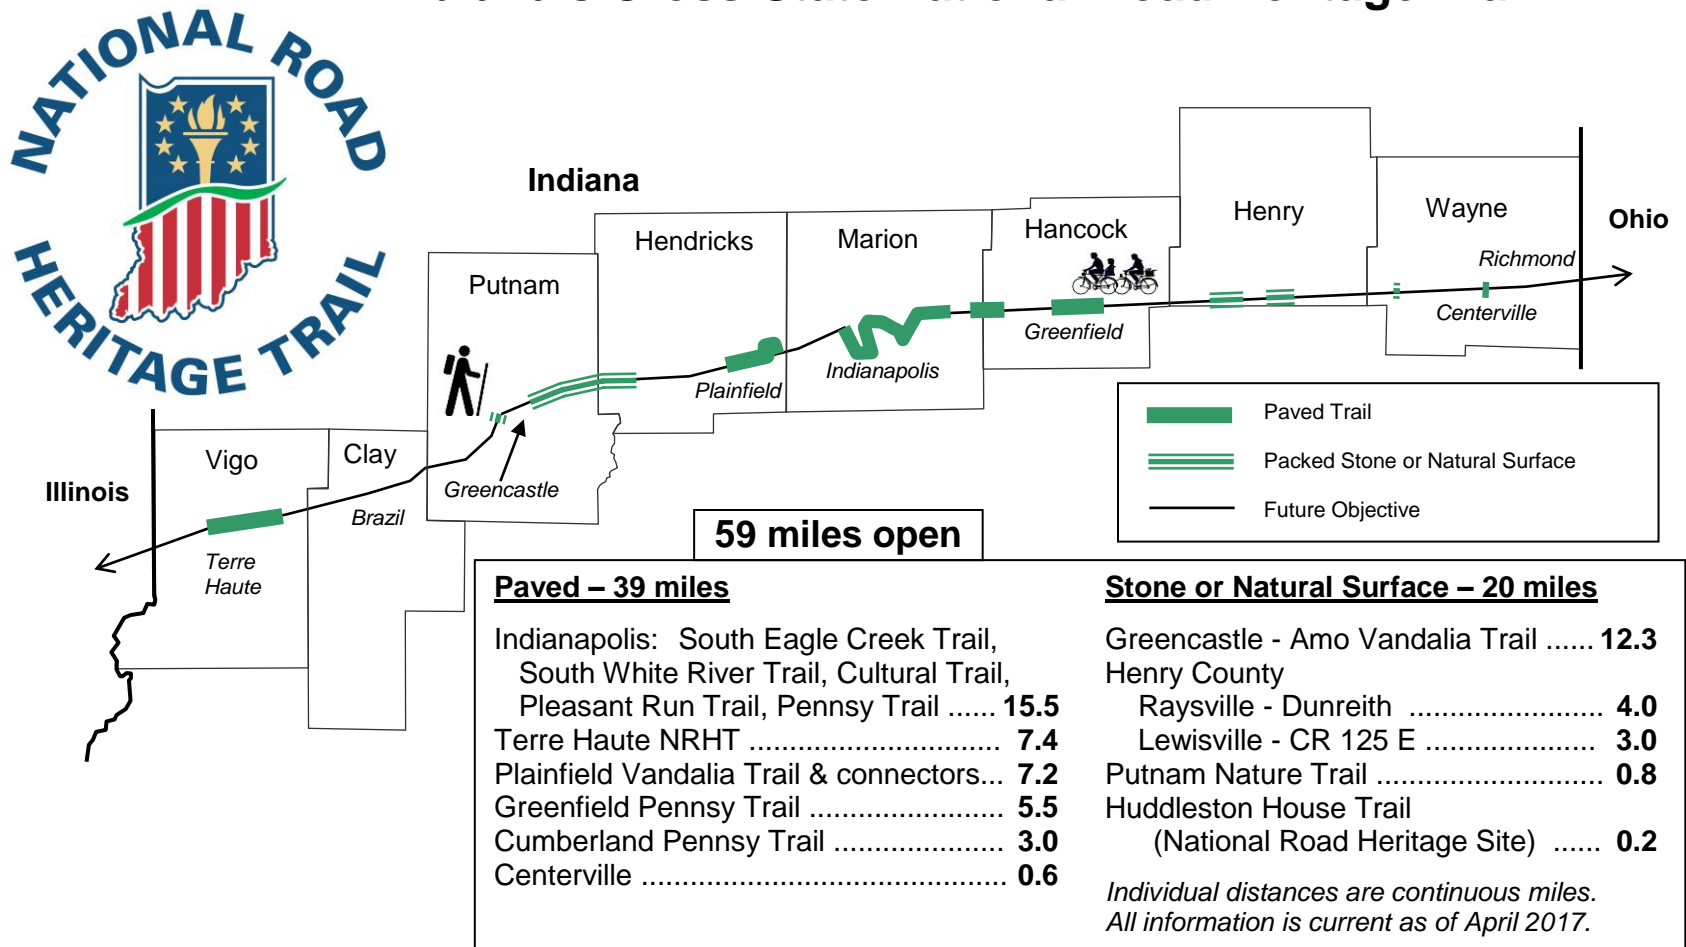 NATIONAL ROAD
HERITAGE TRAIL
Indiana
Ohio
Illinois
Hendricks
Marion
Hancock
Henry
Wayne
Putnam
Vigo
Clay
Richmond
Centerville
Greenfield
Indianapolis
Plainfield
Greencastle
Brazil
Terre
Haute
Paved Trail
Packed Stone or Natural Surface
Future Objective
59 miles open
Paved – 39 miles
Indianapolis: South Eagle Creek Trail,
South White River Trail, Cultural Trail,
Pleasant Run Trail, Pennsy Trail ...... 15.5
Terre Haute NRHT .............................. 7.4
Plainfield Vandalia Trail & connectors... 7.2
Greenfield Pennsy Trail ....................... 5.5
Cumberland Pennsy Trail .................... 3.0
Centerville ........................................... 0.6
Stone or Natural Surface – 20 miles
Greencastle - Amo Vandalia Trail ...... 12.3
Henry County
Raysville - Dunreith ....................... 4.0
Lewisville - CR 125 E .................... 3.0
Putnam Nature Trail ........................... 0.8
Huddleston House Trail
(National Road Heritage Site) ...... 0.2
Individual distances are continuous miles.
All information is current as of April 2017.